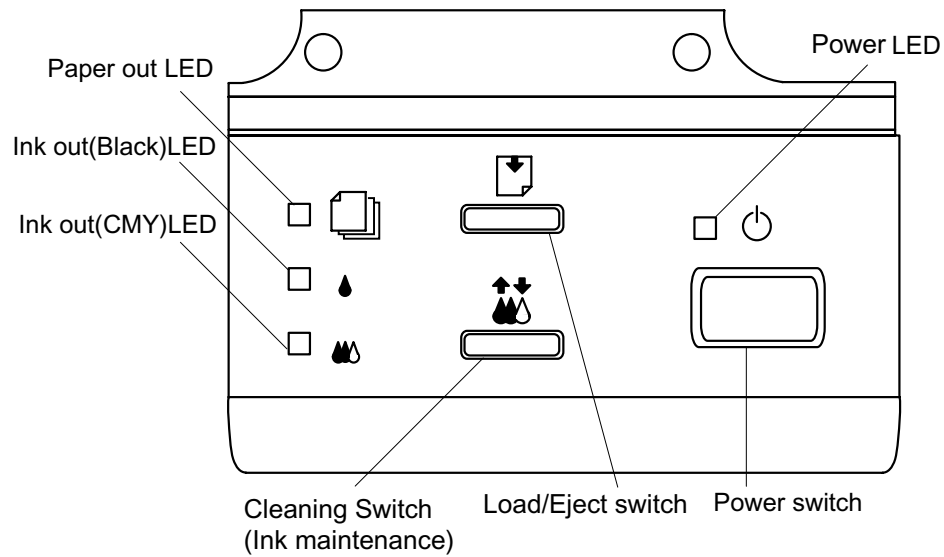 Power LED
Paper out LED
Ink out(Black)LED
Ink out(CMY)LED
Cleaning Switch
(Ink maintenance)
Load/Eject switch
Power switch